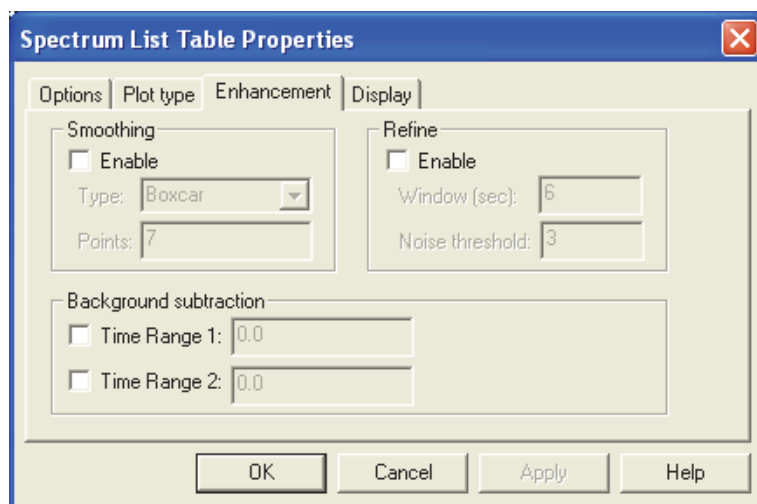 Spectrum List Table Properties
Options Plot type Enhancement Display
Smoothing
Enable
Type: Boxcar
Points: 7
Refine
Enable
Window (sec): 6
Noise threshold: 3
Background subtraction
Time Range 1: 0.0
Time Range 2: 0.0
OK Cancel Apply Help